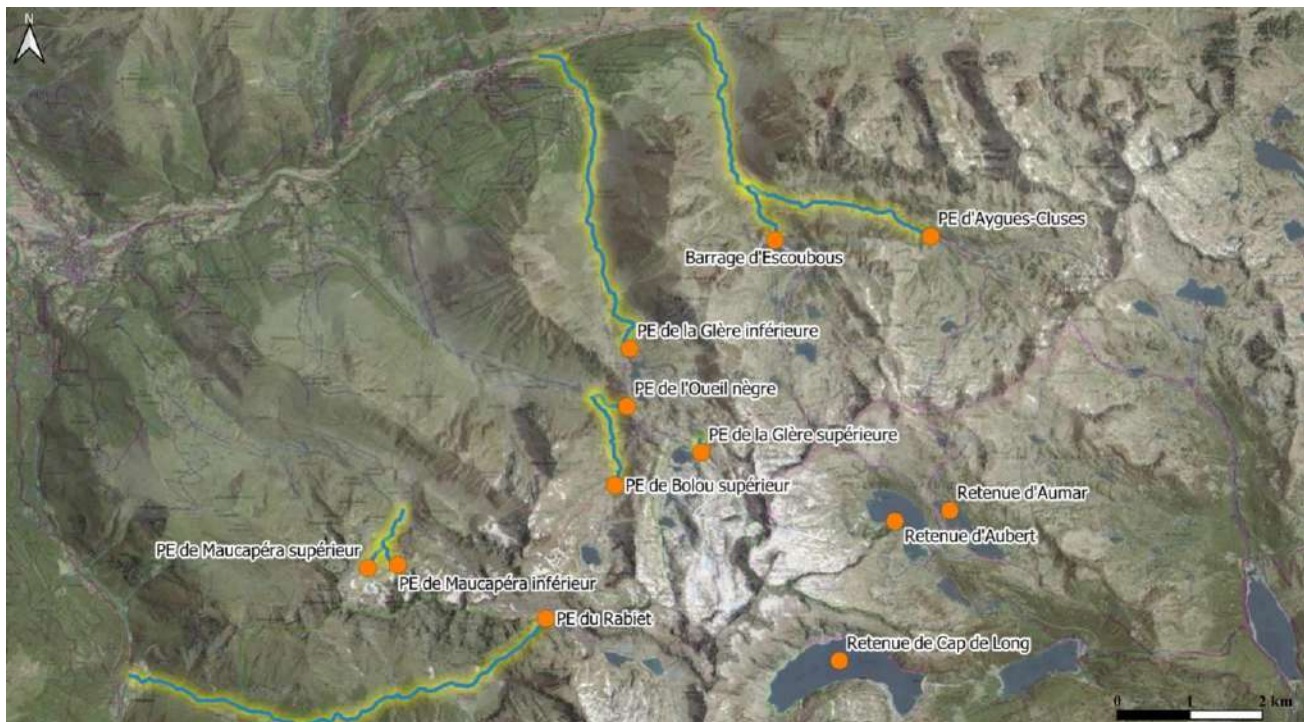 N
PE d'Aygues-Cluses
Barrage d'Escoubous
PE de la Glère inférieure
PE de l'Oueil nègre
PE de la Glère supérieure
PE de Bolou supérieur
Retenue d'Aumar
Retenue d'Aubert
PE de Maucapéra supérieur
PE de Maucapéra inférieur
PE du Rabiet
Retenue de Cap de Long
0 1 2 km